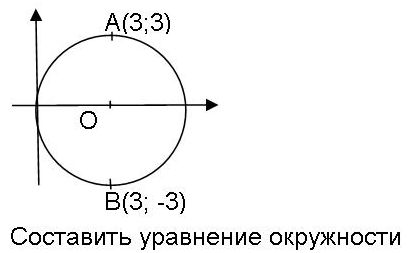 А(3;3)
О
В(3; -3)
Составить уравнение окружности